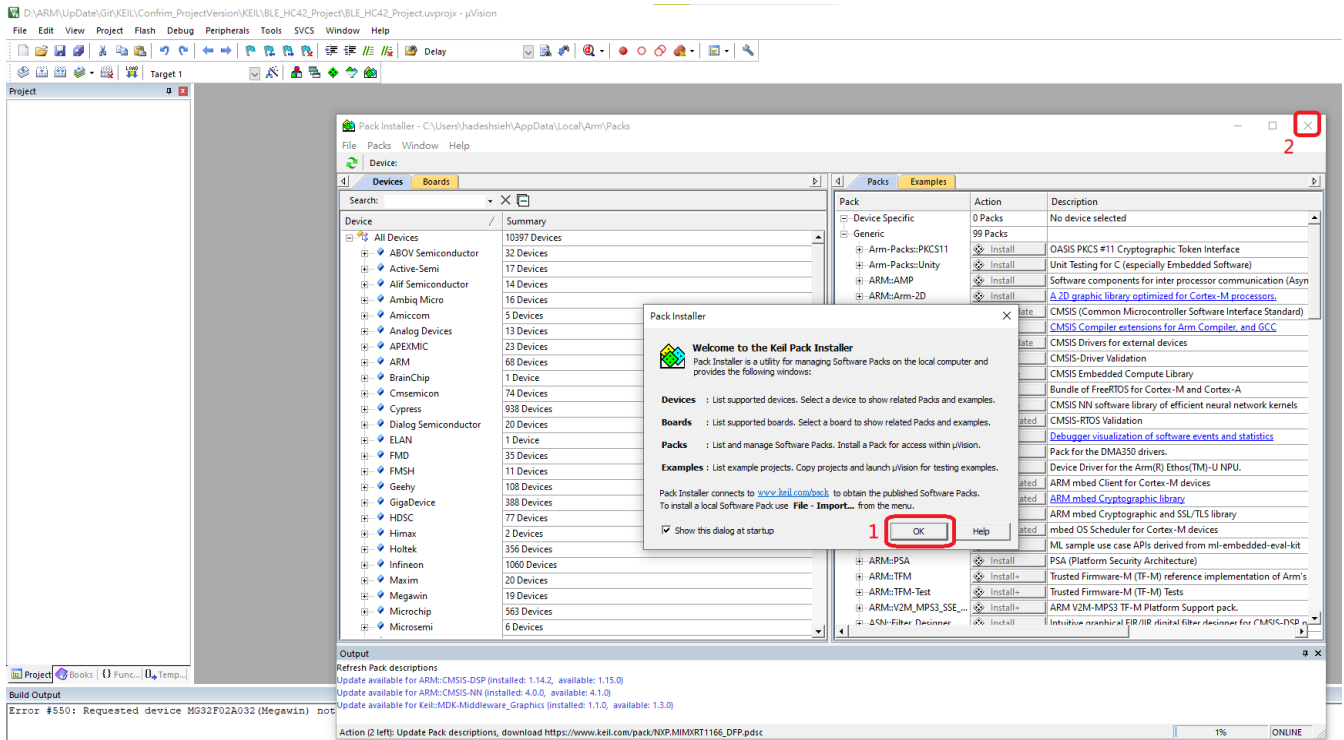 D:\ARM\UpDate\Git\KEIL\Confrim_ProjectVersion\KEIL\BLE_HC42_Project\BLE_HC42_Project.uvprojx - µVision
File Edit View Project Flash Debug Peripherals Tools SVCS Window Help
Delay
LOAD Target 1
Project
Pack Installer - C:\Users\hadeshsieh\AppData\Local\Arm\Packs
2
File Packs Window Help
Device:
Devices Boards
Search:
Device / Summary
All Devices 10397 Devices
ABOV Semiconductor 32 Devices
Active-Semi 17 Devices
Alif Semiconductor 14 Devices
Ambiq Micro 16 Devices
Amiccom 5 Devices
Analog Devices 13 Devices
APEXMIC 23 Devices
ARM 68 Devices
BrainChip 1 Device
Cmsemicon 74 Devices
Cypress 938 Devices
Dialog Semiconductor 20 Devices
ELAN 1 Device
FMD 35 Devices
FMSH 11 Devices
Geehy 108 Devices
GigaDevice 388 Devices
HDSC 77 Devices
Himax 2 Devices
Holtek 356 Devices
Infineon 1060 Devices
Maxim 20 Devices
Megawin 19 Devices
Microchip 563 Devices
Microsemi 6 Devices
Packs Examples
Pack Action Description
Device Specific 0 Packs No device selected
Generic 99 Packs
Arm-Packs::PKCS11 Install OASIS PKCS #11 Cryptographic Token Interface
Arm-Packs::Unity Install Unit Testing for C (especially Embedded Software)
ARM::AMP Install Software components for inter processor communication (Asyn
ARM::Arm-2D Install A 2D graphic library optimized for Cortex-M processors.
late CMSIS (Common Microcontroller Software Interface Standard)
CMSIS Compiler extensions for Arm Compiler, and GCC
late CMSIS Drivers for external devices
CMSIS-Driver Validation
CMSIS Embedded Compute Library
Bundle of FreeRTOS for Cortex-M and Cortex-A
CMSIS NN software library of efficient neural network kernels
ated CMSIS-RTOS Validation
Debugger visualization of software events and statistics
Pack for the DMA350 drivers.
Device Driver for the Arm(R) Ethos(TM)-U NPU.
ated ARM mbed Client for Cortex-M devices
ated ARM mbed Cryptographic library
ARM mbed Cryptographic and SSL/TLS library
ated mbed OS Scheduler for Cortex-M devices
ML sample use case APIs derived from ml-embedded-eval-kit
ARM::PSA Install PSA (Platform Security Architecture)
ARM::TFM Install+ Trusted Firmware-M (TF-M) reference implementation of Arm's
ARM::TFM-Test Install+ Trusted Firmware-M (TF-M) Tests
ARM::V2M_MPS3_SSE_... Install+ ARM V2M-MPS3 TF-M Platform Support pack.
ASN::Filter_Designer Install Intuitive graphical FIR/IIR digital filter designer for CMSIS-DSP p
Pack Installer
Welcome to the Keil Pack Installer
Pack Installer is a utility for managing Software Packs on the local computer and
provides the following windows:
Devices : List supported devices. Select a device to show related Packs and examples.
Boards : List supported boards. Select a board to show related Packs and examples.
Packs : List and manage Software Packs. Install a Pack for access within µVision.
Examples : List example projects. Copy projects and launch µVision for testing examples.
Pack Installer connects to www.keil.com/pack to obtain the published Software Packs.
To install a local Software Pack use File - Import... from the menu.
Show this dialog at startup
1
OK
Help
Output
Refresh Pack descriptions
Update available for ARM::CMSIS-DSP (installed: 1.14.2, available: 1.15.0)
Update available for ARM::CMSIS-NN (installed: 4.0.0, available: 4.1.0)
Update available for Keil::MDK-Middleware_Graphics (installed: 1.1.0, available: 1.3.0)
Action (2 left): Update Pack descriptions, download https://www.keil.com/pack/NXP.MIMXRT1166_DFP.pdsc
1% ONLINE
Project Books {} Func... Temp...
Build Output
Error #550: Requested device MG32F02A032(Megawin) not